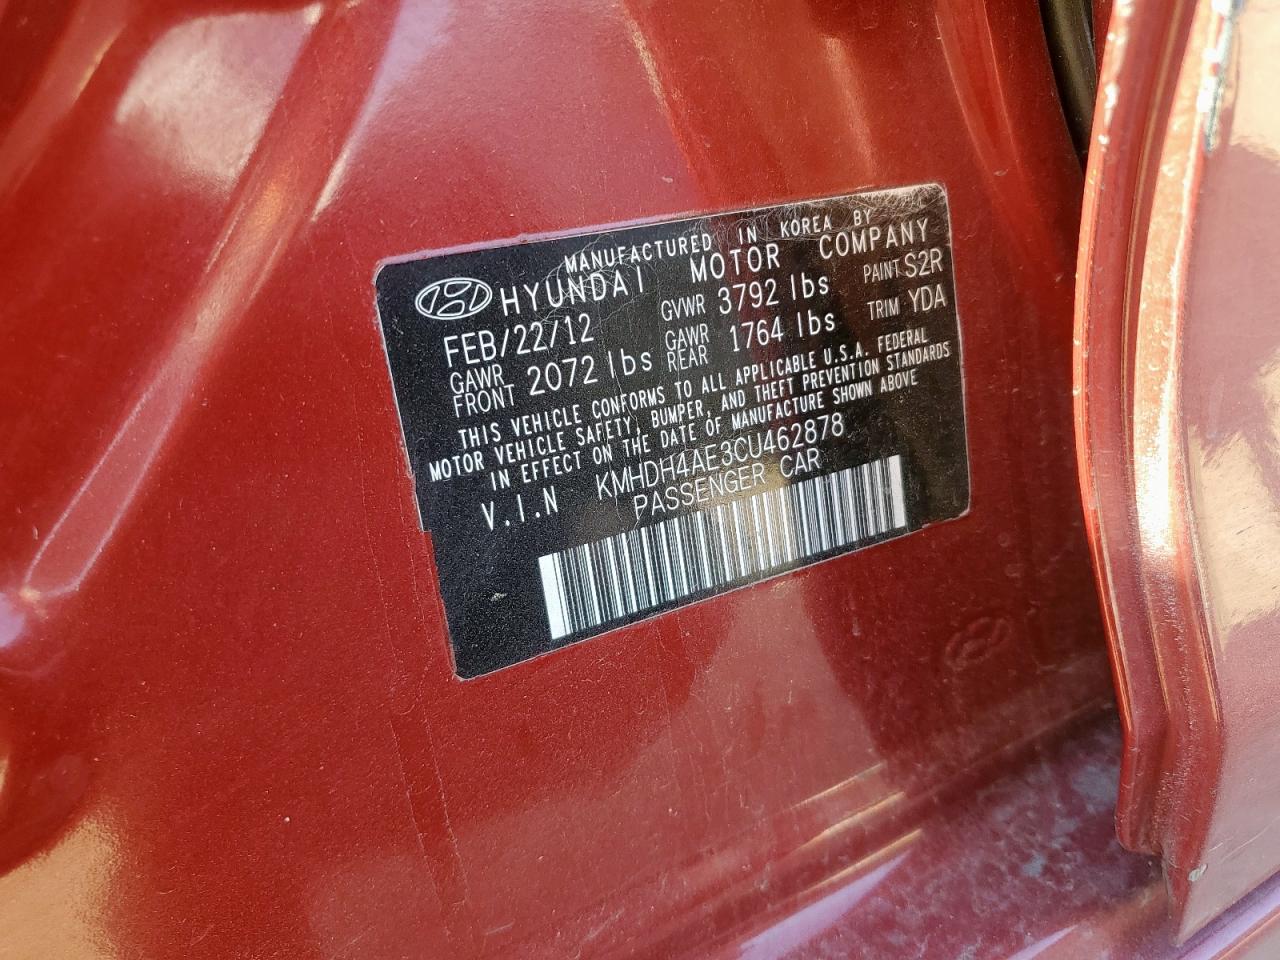 MANUFACTURED IN KOREA BY
HYUNDAI MOTOR COMPANY
FEB/22/12 GVWR 3792 lbs PAINT S2R
GAWR FRONT 2072 lbs GAWR REAR 1764 lbs TRIM YDA
THIS VEHICLE CONFORMS TO ALL APPLICABLE U.S.A. FEDERAL
MOTOR VEHICLE SAFETY, BUMPER, AND THEFT PREVENTION STANDARDS
IN EFFECT ON THE DATE OF MANUFACTURE SHOWN ABOVE
V.I.N KMHDH4AE3CU462878
PASSENGER CAR